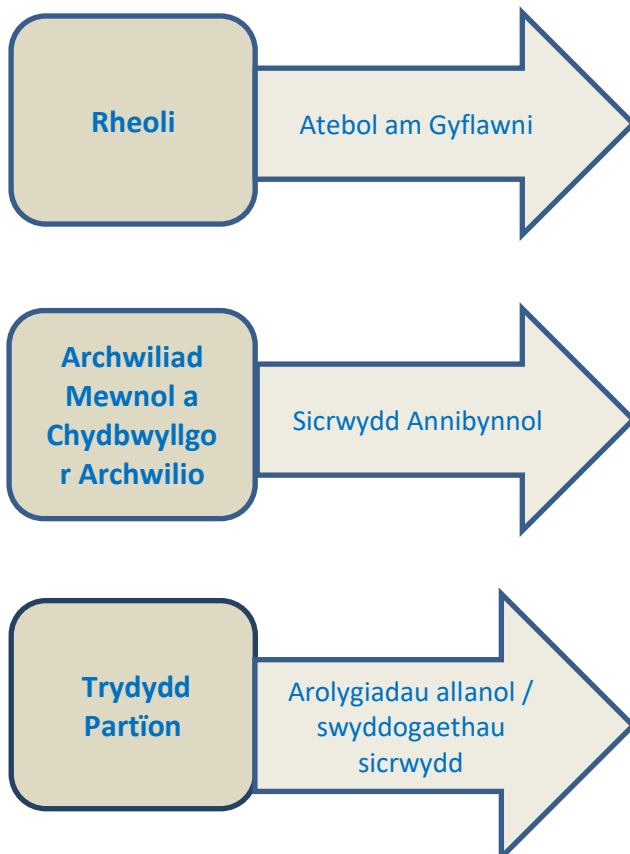 Rheoli
Atebol am Gyflawni
Archwiliad
Mewnol a
Chydbwyllgo
r Archwilio
Sicrwydd Annibynnol
Trydydd
Partïon
Arolygiadau allanol /
swyddogaethau
sicrwydd